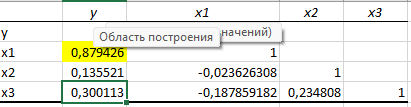 y x1 x2 x3
y Область построения значений)
x1 0,879426 1
x2 0,135521 -0,023626308 1
x3 0,300113 -0,187859182 0,234808 1